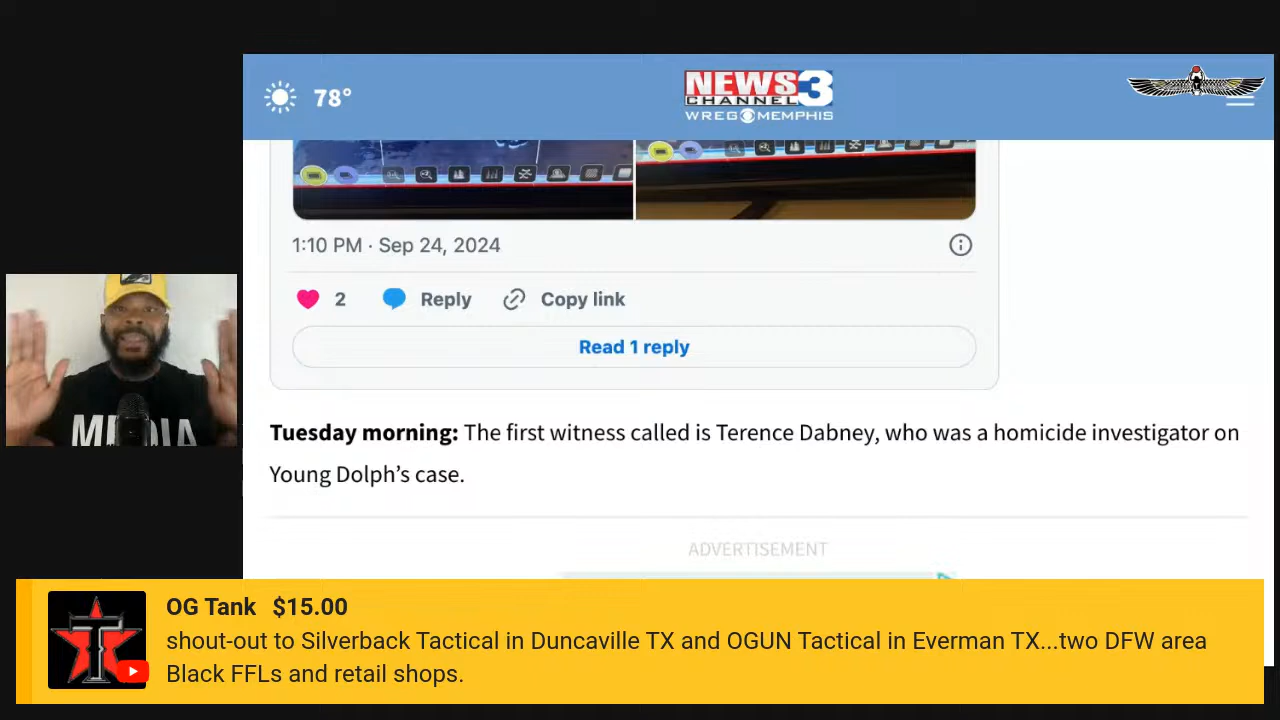 78°
NEWS 3
CHANNEL
WREG MEMPHIS
1:10 PM · Sep 24, 2024
2 Reply Copy link
Read 1 reply
Tuesday morning: The first witness called is Terence Dabney, who was a homicide investigator on
Young Dolph’s case.
ADVERTISEMENT
MEDIA
OG Tank $15.00
shout-out to Silverback Tactical in Duncaville TX and OGUN Tactical in Everman TX...two DFW area
Black FFLs and retail shops.